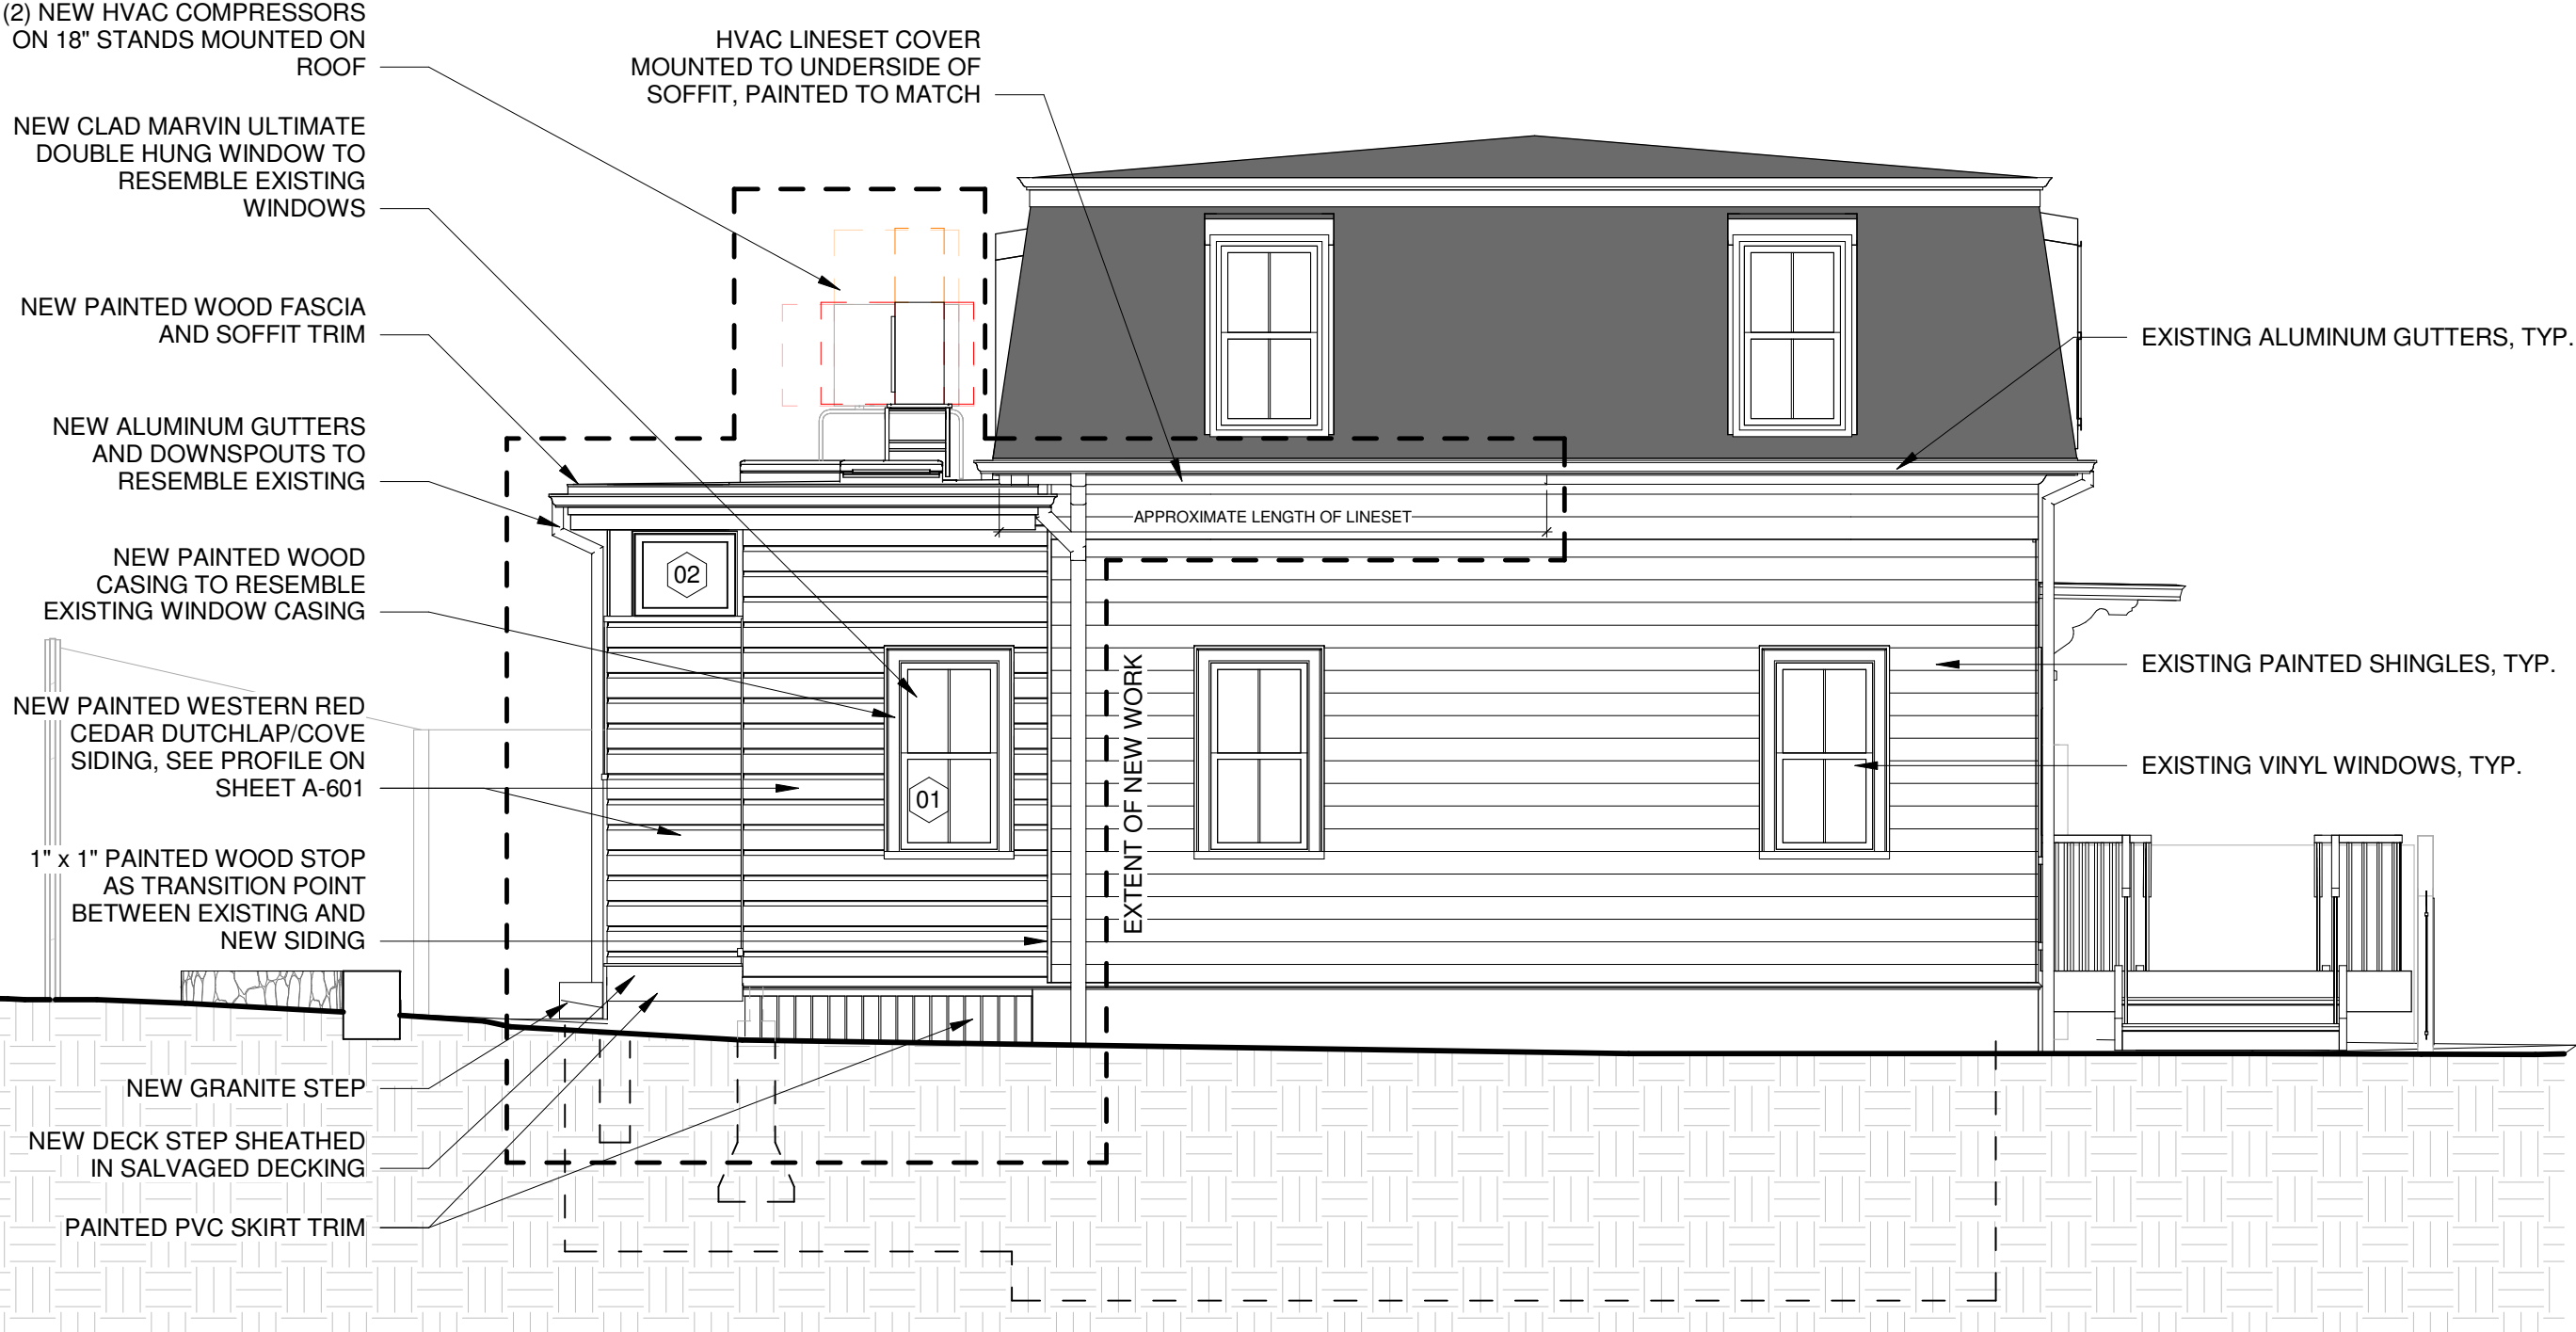 (2) NEW HVAC COMPRESSORS
ON 18" STANDS MOUNTED ON
ROOF
HVAC LINESET COVER
MOUNTED TO UNDERSIDE OF
SOFFIT, PAINTED TO MATCH
NEW CLAD MARVIN ULTIMATE
DOUBLE HUNG WINDOW TO
RESEMBLE EXISTING
WINDOWS
NEW PAINTED WOOD FASCIA
AND SOFFIT TRIM
EXISTING ALUMINUM GUTTERS, TYP.
NEW ALUMINUM GUTTERS
AND DOWNSPOUTS TO
RESEMBLE EXISTING
APPROXIMATE LENGTH OF LINESET
NEW PAINTED WOOD
CASING TO RESEMBLE
EXISTING WINDOW CASING
02
EXISTING PAINTED SHINGLES, TYP.
NEW PAINTED WESTERN RED
CEDAR DUTCHLAP/COVE
SIDING, SEE PROFILE ON
SHEET A-601
01
EXTENT OF NEW WORK
EXISTING VINYL WINDOWS, TYP.
1" x 1" PAINTED WOOD STOP
AS TRANSITION POINT
BETWEEN EXISTING AND
NEW SIDING
NEW GRANITE STEP
NEW DECK STEP SHEATHED
IN SALVAGED DECKING
PAINTED PVC SKIRT TRIM